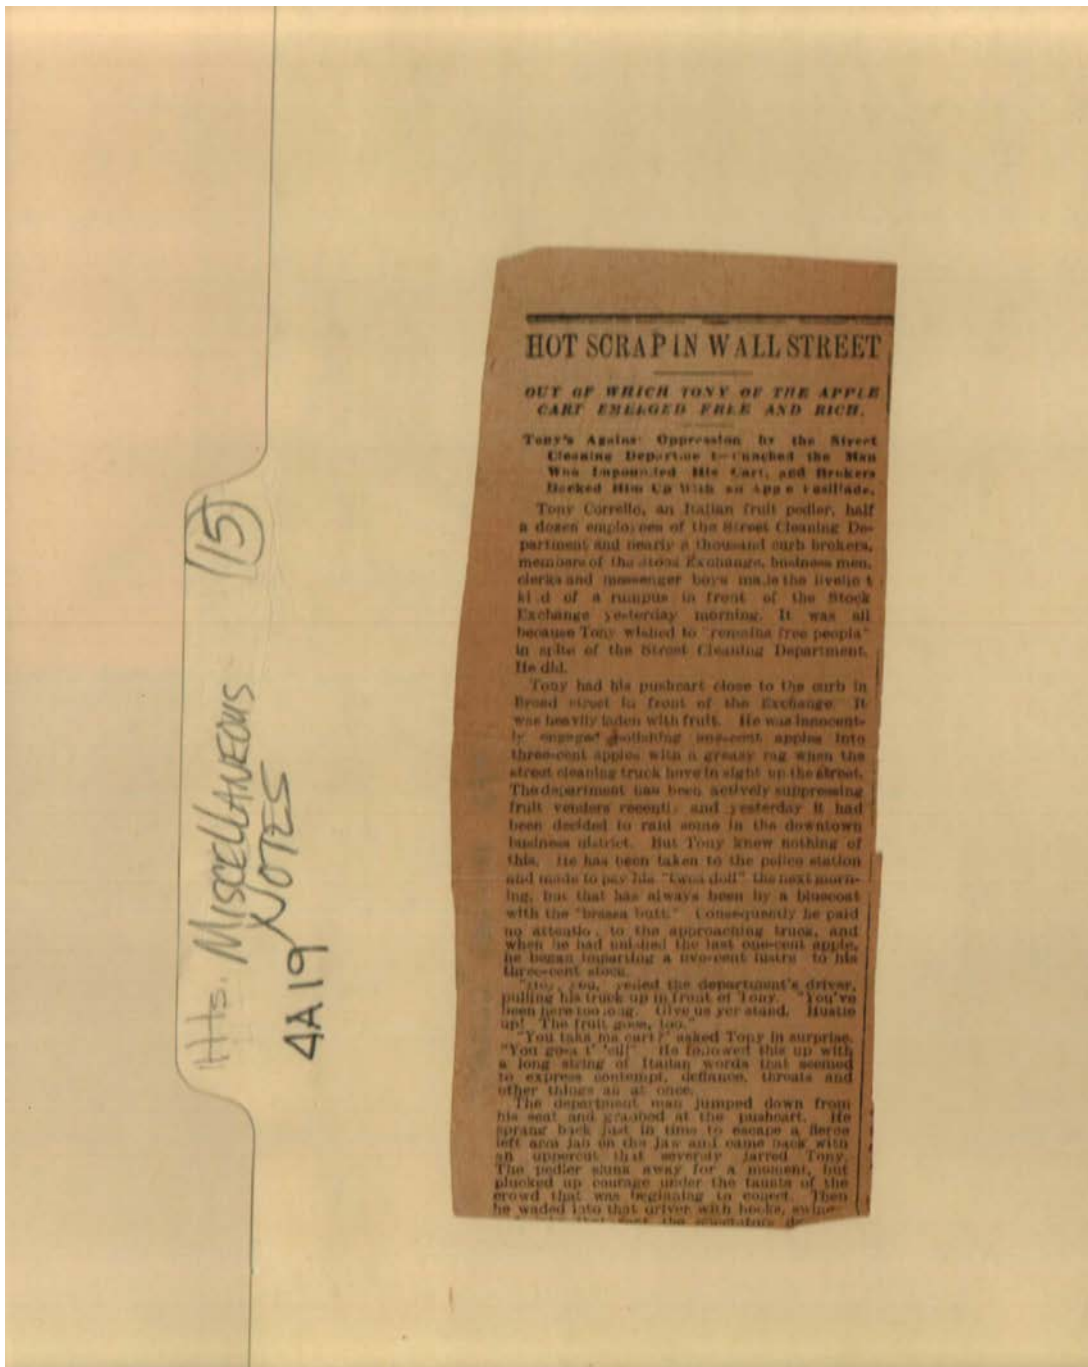 HOT SCRAP IN WALL STREET
OUT OF WHICH TONY OF THE APPLE
CART EMERGED FREE AND RICH.
Tony's Agains Oppression by the Street
Cleaning Departme the Man
Who Impounded His Cart, and Brokers
Backed Him Up With an App e Fusillade.
Tony Corrello, an Italian fruit pedler, half
a dozen employees of the Street Cleaning De-
partment and nearly a thousand curb brokers,
members of the Stock Exchange, business men,
clerks and messenger boys made the livelie t
ki d of a rumpus in front of the Stock
Exchange yesterday morning. It was all
because Tony wished to "remaina free peopla"
in spite of the Street Cleaning Department.
He did.
Tony had his pushcart close to the curb in
Broad street in front of the Exchange. It
was heavily laden with fruit. He was innocent-
ly engaged polishing one-cent apples into
three-cent apples with a greasy rag when the
street cleaning truck hove in sight up the street.
The department has been actively suppressing
fruit venders recently and yesterday it had
been decided to raid some in the downtown
business district. But Tony knew nothing of
this. He has been taken to the police station
and made to pay his "twoa doll" the next morn-
ing, but that has always been by a bluecoat
with the "brassa butt." Consequently he paid
no attentio to the approaching truck, and
when he had finished the last one-cent apple,
he began imparting a five-cent lustre to his
three-cent stock.
you, yelled the department's driver,
pulling his truck up in front of Tony. "You've
been here too long. Give us yer stand. Hustle
up! The fruit goes, too."
"You taka ma cart?" asked Tony in surprise.
"You goea t' 'ell!" He followed this up with
a long string of Italian words that seemed
to express contempt, defiance, threats and
other things all at once.
The department man jumped down from
his seat and grabbed at the pushcart. He
sprang back just in time to escape a fierce
left arm jab on the jaw and came back with
an uppercut that severely jarred Tony.
The pedler slunk away for a moment, but
plucked up courage under the taunts of the
crowd that was beginning to collect. Then
he waded into that driver with hooks, swing-
that sent the spectators
15
MISCELLANEOUS
NOTES
4A19